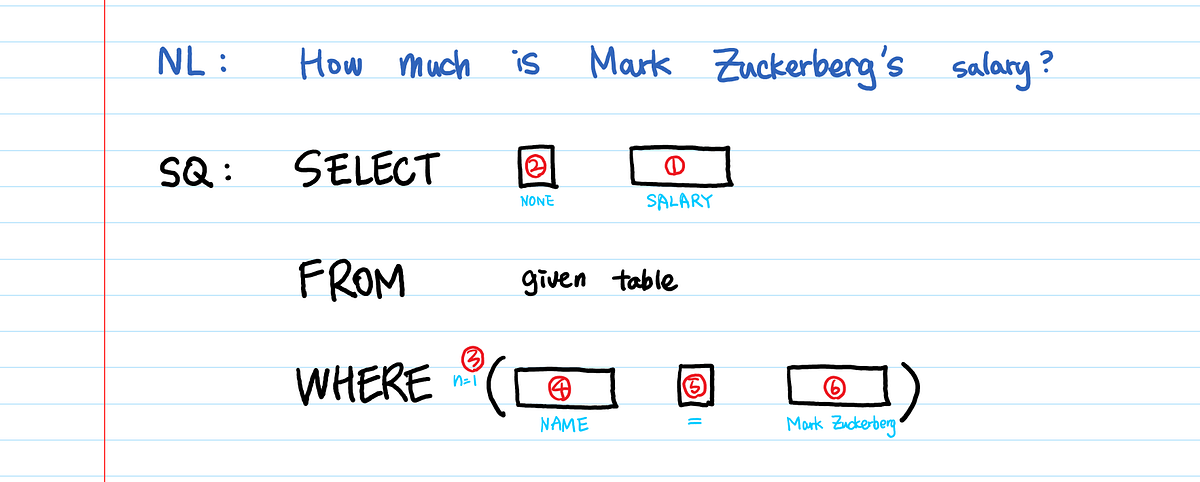 NL: How much is Mark Zuckerberg's salary?
SQ: SELECT ② ①
NONE SALARY
FROM given table
③
WHERE n=1 ( ④ ⑤ ⑥ )
NAME = Mark Zuckerberg